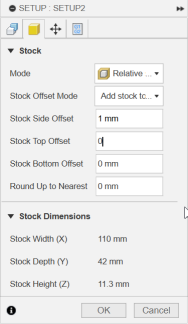 SETUP : SETUP2
Stock
Mode Relative ...
Stock Offset Mode Add stock tc...
Stock Side Offset 1 mm
Stock Top Offset 0
Stock Bottom Offset 0 mm
Round Up to Nearest 0 mm
Stock Dimensions
Stock Width (X) 110 mm
Stock Depth (Y) 42 mm
Stock Height (Z) 11.3 mm
OK Cancel